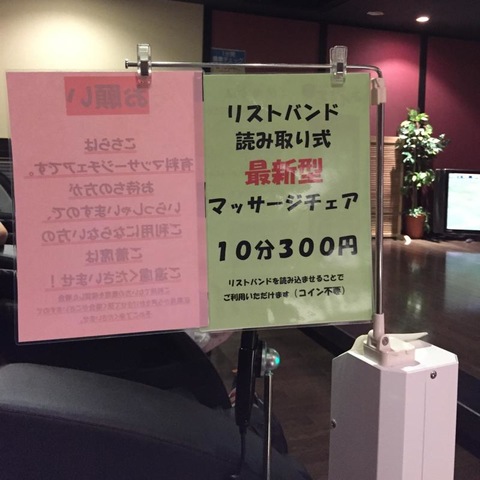 お願い
こちらは
有料マッサージチェアです。
お待ちの方が
いらっしゃいますので、
ご利用にならない方の
ご着席は
ご遠慮くださいませ！
リストバンド
読み取り式
最新型
マッサージチェア
10分300円
リストバンドを読み込ませることで
ご利用いただけます（コイン不要）